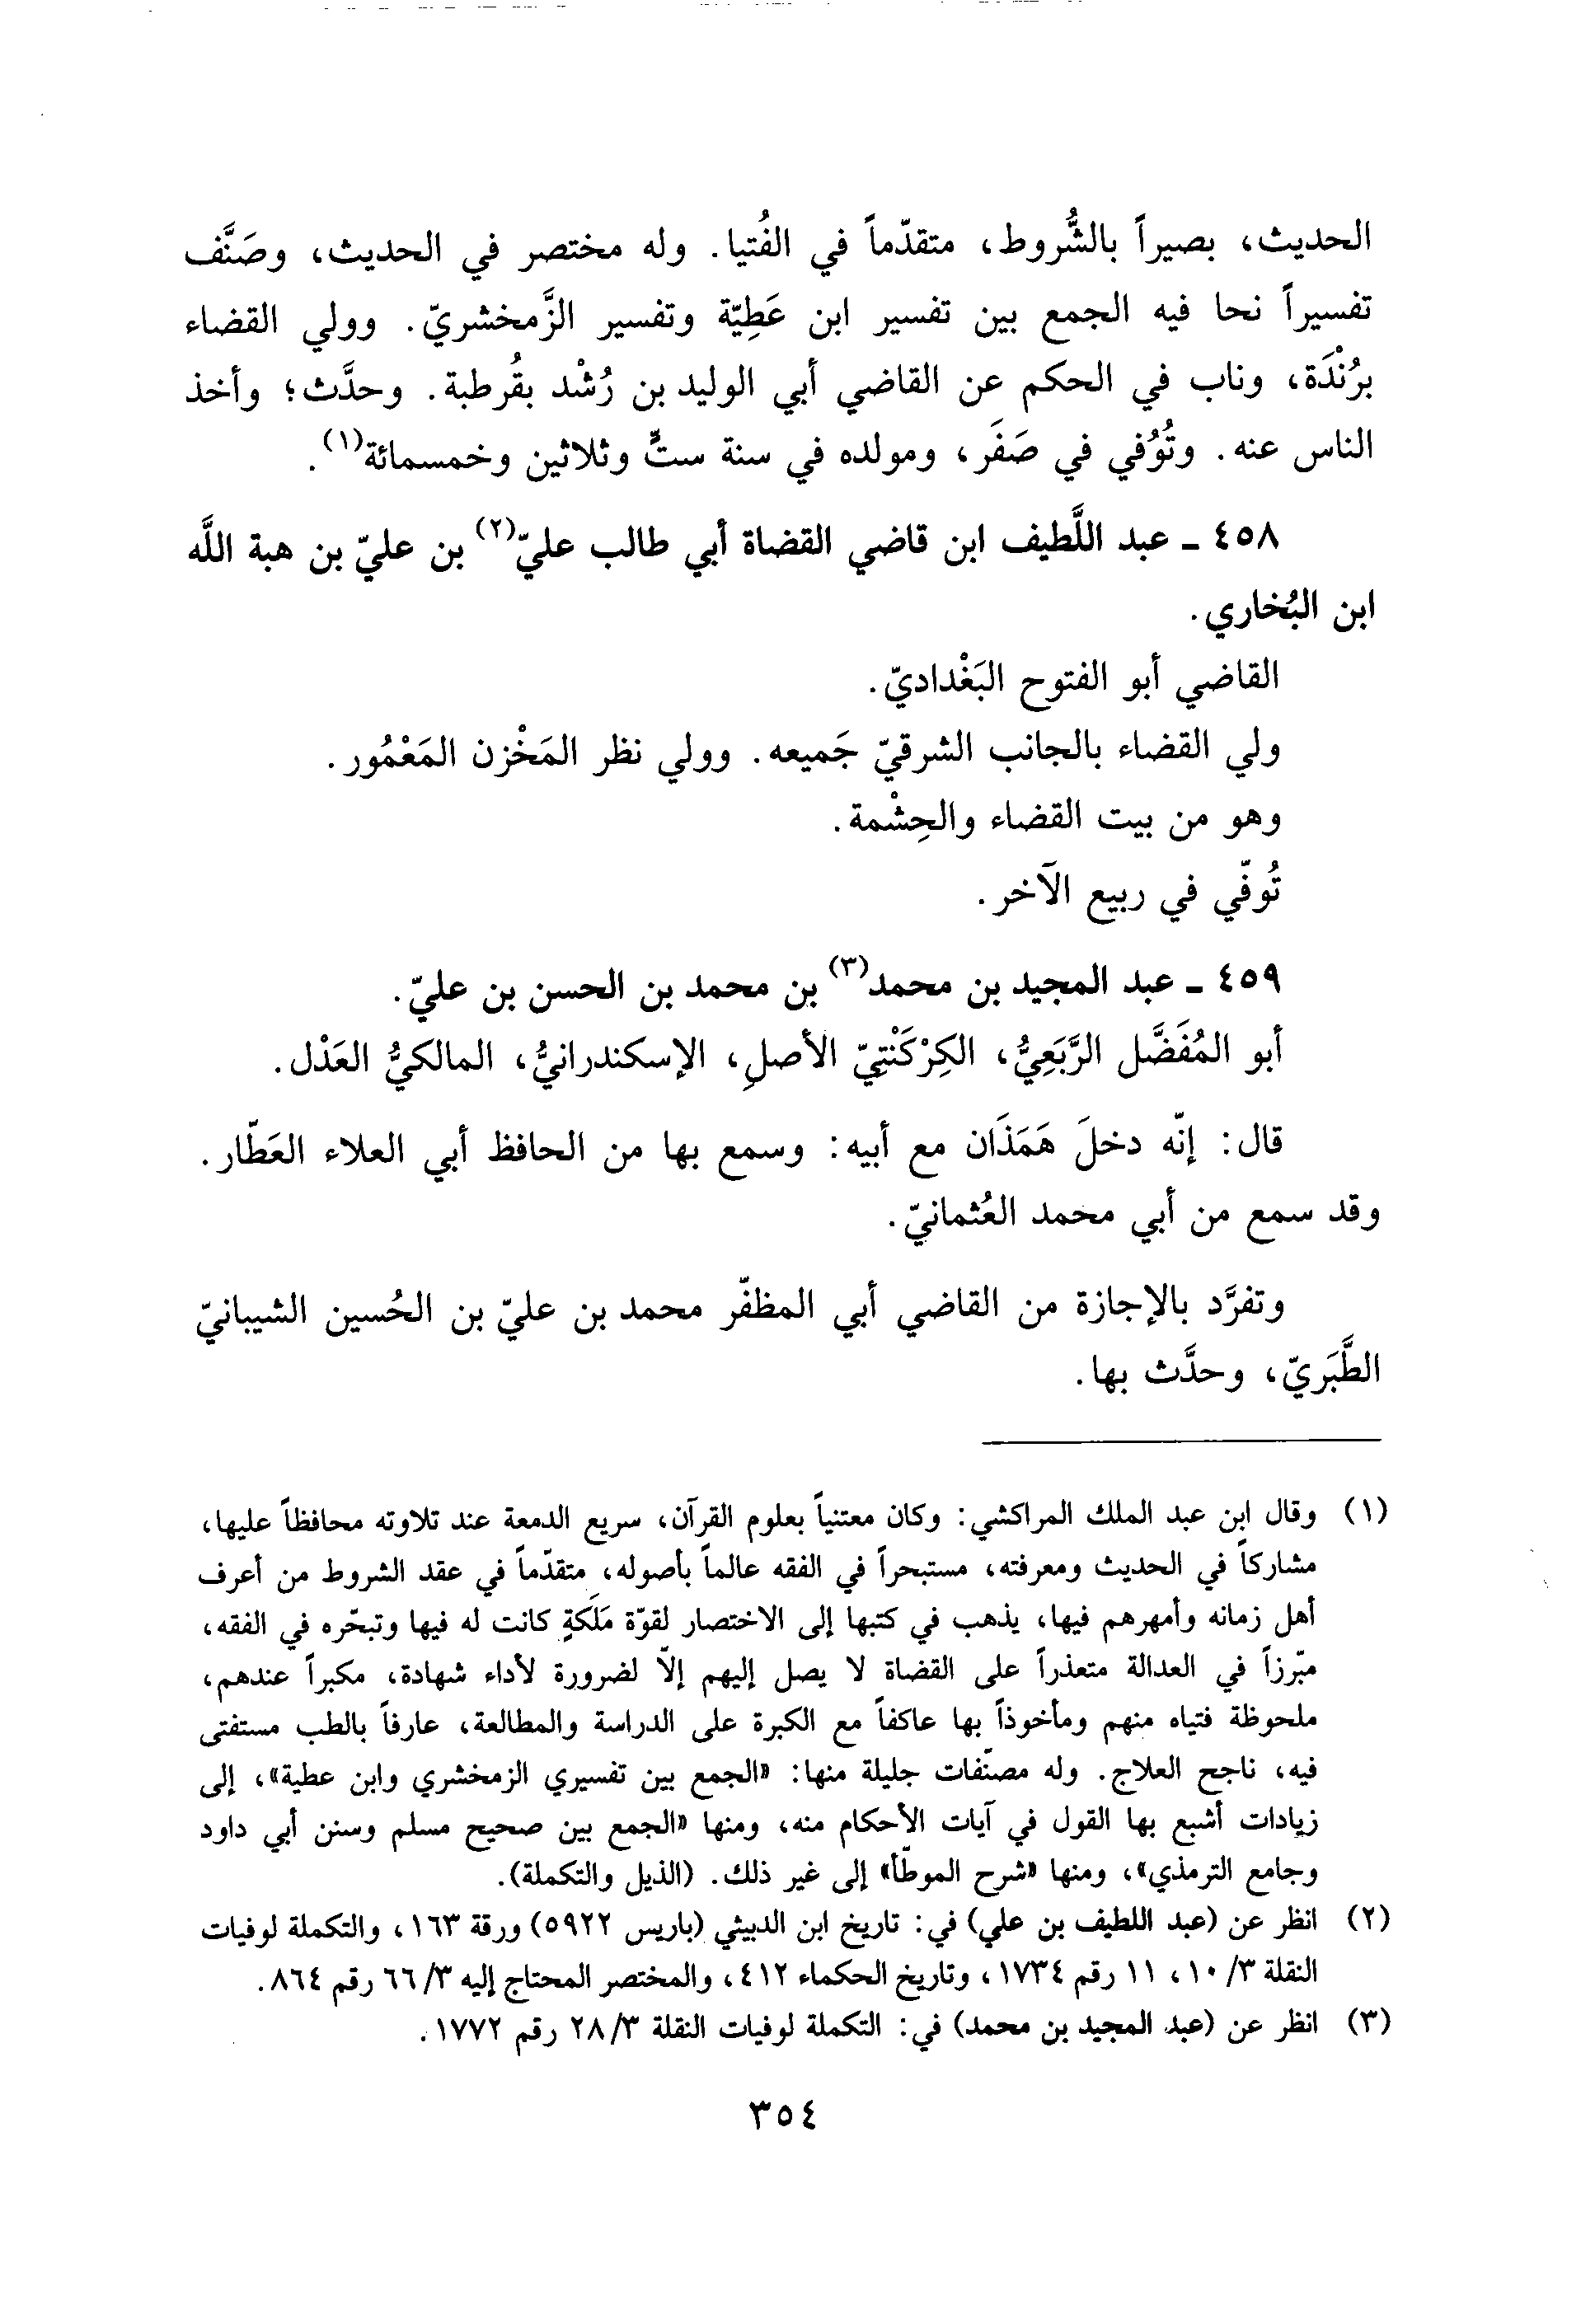 الحديث، بصيراً بالشُّروط، متقدّماً في الفُتيا. وله مختصر في الحديث، وصَنَّف
تفسيراً نحا فيه الجمع بين تفسير ابن عَطِيّة وتفسير الزَّمخشريّ. وولي القضاء
برُنْدَة، وناب في الحكم عن القاضي أبي الوليد بن رُشْد بقُرطبة. وحدَّث؛ وأخذ
الناس عنه. وتُوُفي في صَفَر، ومولده في سنة ستٍّ وثلاثين وخمسمائة(١).
٤٥٨ ـ عبد اللَّطيف ابن قاضي القضاة أبي طالب عليّ(٢) بن عليّ بن هبة اللَّه
ابن البُخاري.
القاضي أبو الفتوح البَغْداديّ.
ولي القضاء بالجانب الشرقيّ جَميعه. وولي نظر المَخْزن المَعْمُور.
وهو من بيت القضاء والحِشْمة.
تُوفّي في ربيع الآخر.
٤٥٩ ـ عبد المجيد بن محمد(٣) بن محمد بن الحسن بن عليّ.
أبو المُفَضَّل الرَّبَعِيُّ، الكِرْكَنْتِيّ الأصلِ، الإسكندرانيُّ، المالكيُّ العَدْل.
قال: إنّه دخلَ هَمَذَان مع أبيه: وسمع بها من الحافظ أبي العلاء العَطّار.
وقد سمع من أبي محمد العُثمانيّ.
وتفرَّد بالإجازة من القاضي أبي المظفّر محمد بن عليّ بن الحُسين الشيبانيّ
الطَّبَريّ، وحدَّث بها.
(١) وقال ابن عبد الملك المراكشي: وكان معتنياً بعلوم القرآن، سريع الدمعة عند تلاوته محافظاً عليها،
مشاركاً في الحديث ومعرفته، مستبحراً في الفقه عالماً بأصوله، متقدّماً في عقد الشروط من أعرف
أهل زمانه وأمهرهم فيها، يذهب في كتبها إلى الاختصار لقوّة مَلَكةٍ كانت له فيها وتبحّره في الفقه،
مبّرزاً في العدالة متعذراً على القضاة لا يصل إليهم إلاّ لضرورة لأداء شهادة، مكبراً عندهم،
ملحوظة فتياه منهم ومأخوذاً بها عاكفاً مع الكبرة على الدراسة والمطالعة، عارفاً بالطب مستفتى
فيه، ناجح العلاج. وله مصنّفات جليلة منها: «الجمع بين تفسيري الزمخشري وابن عطية»، إلى
زيادات أشبع بها القول في آيات الأحكام منه، ومنها «الجمع بين صحيح مسلم وسنن أبي داود
وجامع الترمذي»، ومنها «شرح الموطّأ» إلى غير ذلك. (الذيل والتكملة).
(٢) انظر عن (عبد اللطيف بن علي) في: تاريخ ابن الدبيثي (باريس ٥٩٢٢) ورقة ١٦٣، والتكملة لوفيات
النقلة ٣/ ١٠، ١١ رقم ١٧٣٤، وتاريخ الحكماء ٤١٢، والمختصر المحتاج إليه ٣/ ٦٦ رقم ٨٦٤.
(٣) انظر عن (عبد المجيد بن محمد) في: التكملة لوفيات النقلة ٣/ ٢٨ رقم ١٧٧٢.
٣٥٤